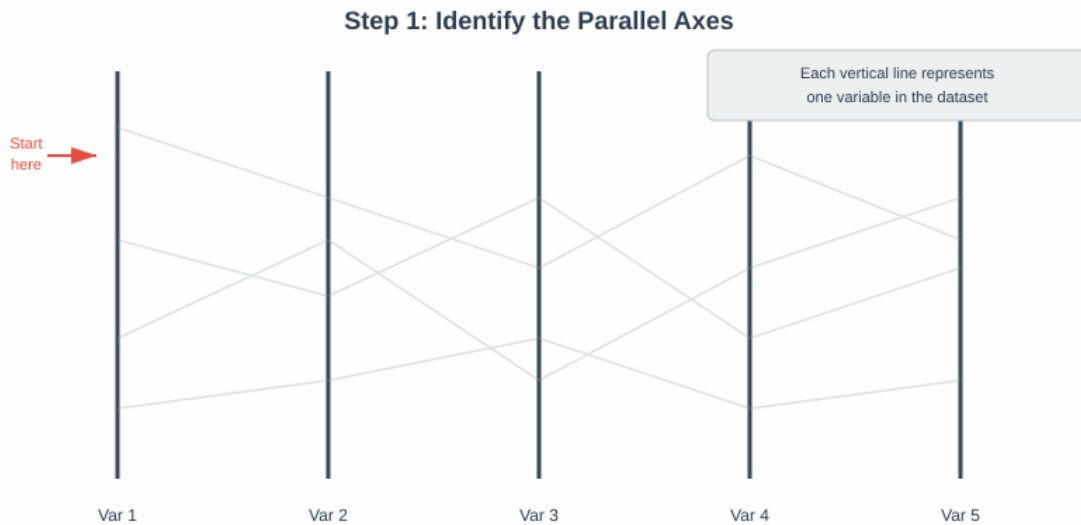 Step 1: Identify the Parallel Axes
Each vertical line represents
one variable in the dataset
Start
here
Var 1
Var 2
Var 3
Var 4
Var 5